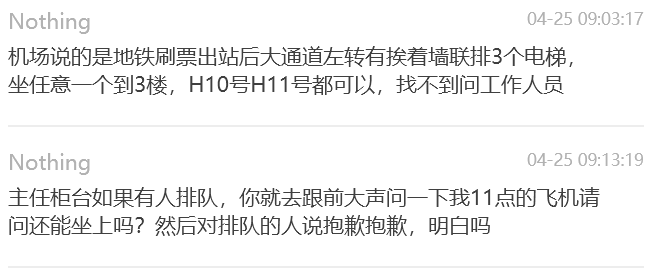 Nothing
04-25 09:03:17
机场说的是地铁刷票出站后大通道左转有挨着墙联排3个电梯，
坐任意一个到3楼，H10号H11号都可以，找不到问工作人员
Nothing
04-25 09:13:19
主任柜台如果有人排队，你就去跟前大声问一下我11点的飞机请
问还能坐上吗？然后对排队的人说抱歉抱歉，明白吗